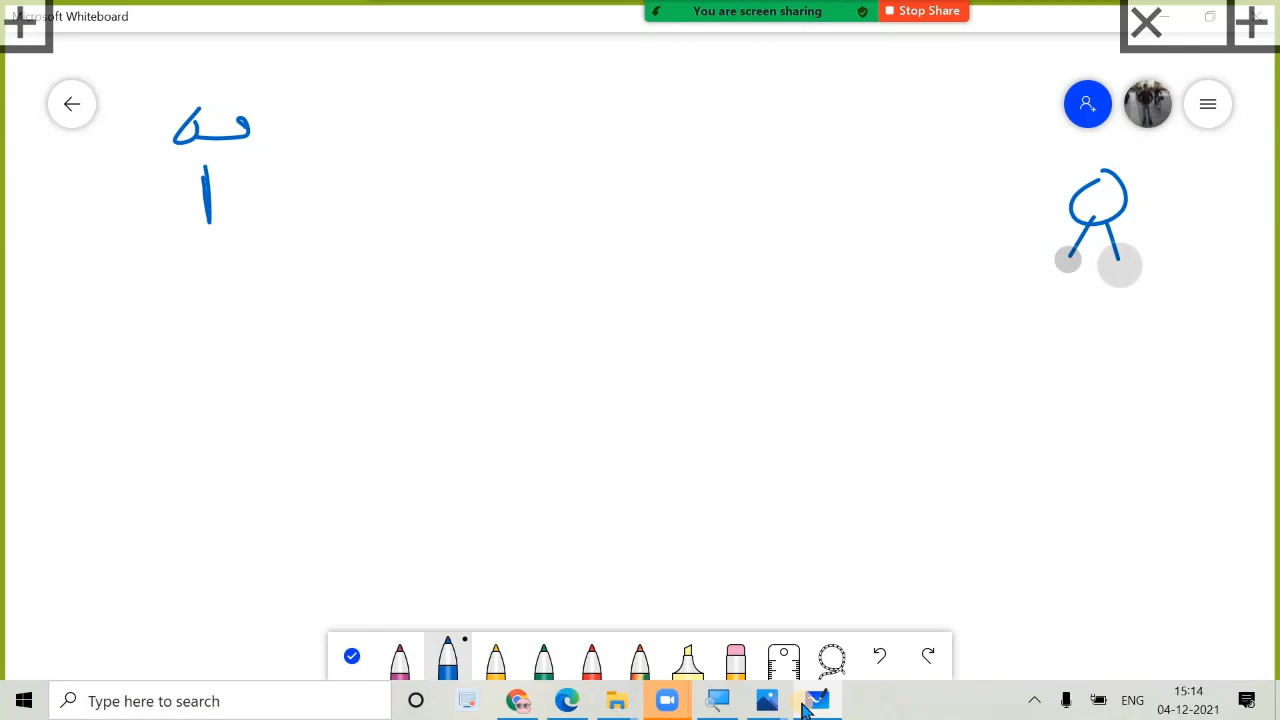 Microsoft Whiteboard
You are screen sharing
Stop Share
Type here to search
ENG
15:14
04-12-2021